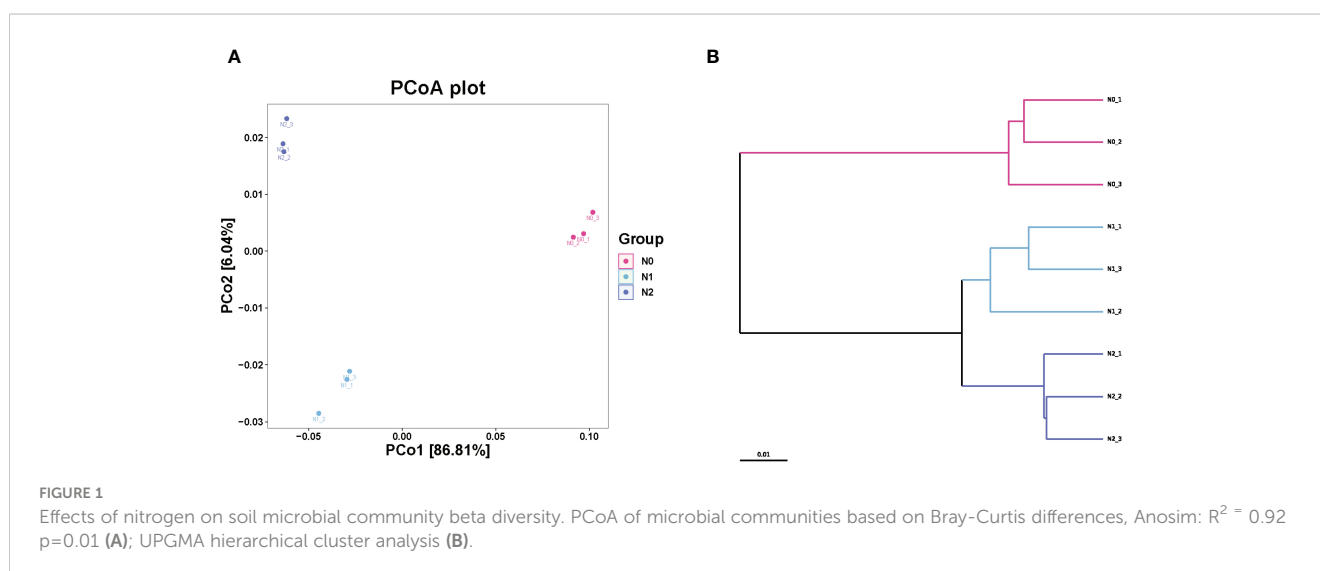 A
B
PCoA plot
PCo2 [6.04%]
0.02
0.01
0.00
−0.01
−0.02
−0.03
N2_3
N2_2
N0_3
N0_1
N1_1
N1_2
−0.05
0.00
0.05
0.10
PCo1 [86.81%]
Group
N0
N1
N2
N0_1
N0_2
N0_3
N1_1
N1_3
N1_2
N2_1
N2_2
N2_3
0.01
FIGURE 1
Effects of nitrogen on soil microbial community beta diversity. PCoA of microbial communities based on Bray-Curtis differences, Anosim: R² = 0.92
p=0.01 (A); UPGMA hierarchical cluster analysis (B).